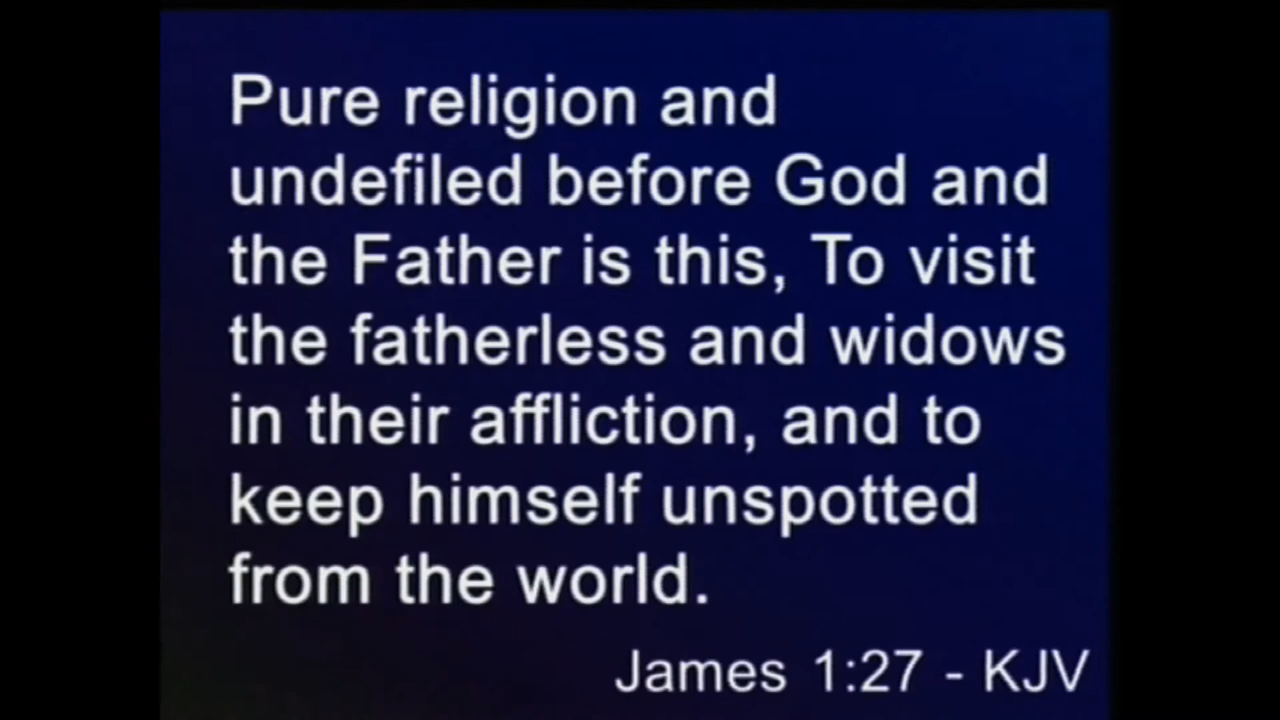 Pure religion and
undefiled before God and
the Father is this, To visit
the fatherless and widows
in their affliction, and to
keep himself unspotted
from the world.
James 1:27 - KJV